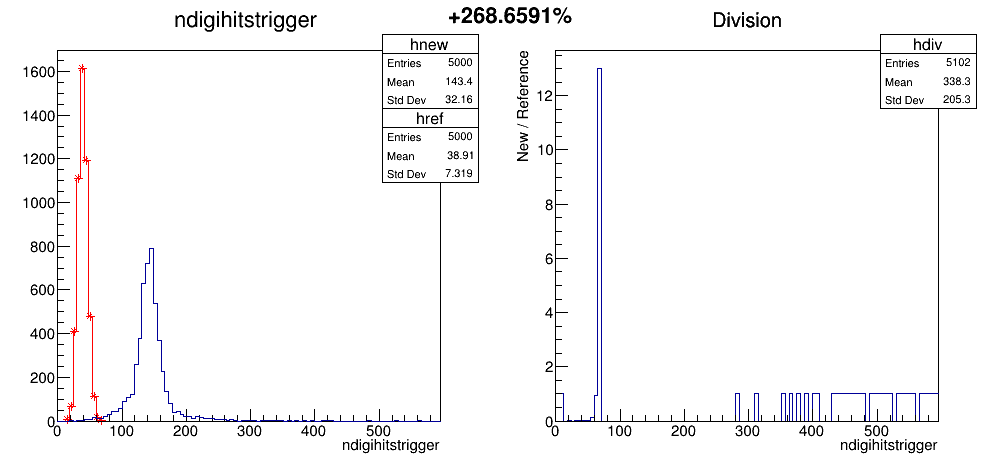 +268.6591%
ndigihitstrigger
hnew
Entries 5000
Mean 143.4
Std Dev 32.16
href
Entries 5000
Mean 38.91
Std Dev 7.319
1600
1400
1200
1000
800
600
400
200
0
0 100 200 300 400 500
ndigihitstrigger
Division
hdiv
Entries 5102
Mean 338.3
Std Dev 205.3
New / Reference
12
10
8
6
4
2
0
0 100 200 300 400 500
ndigihitstrigger